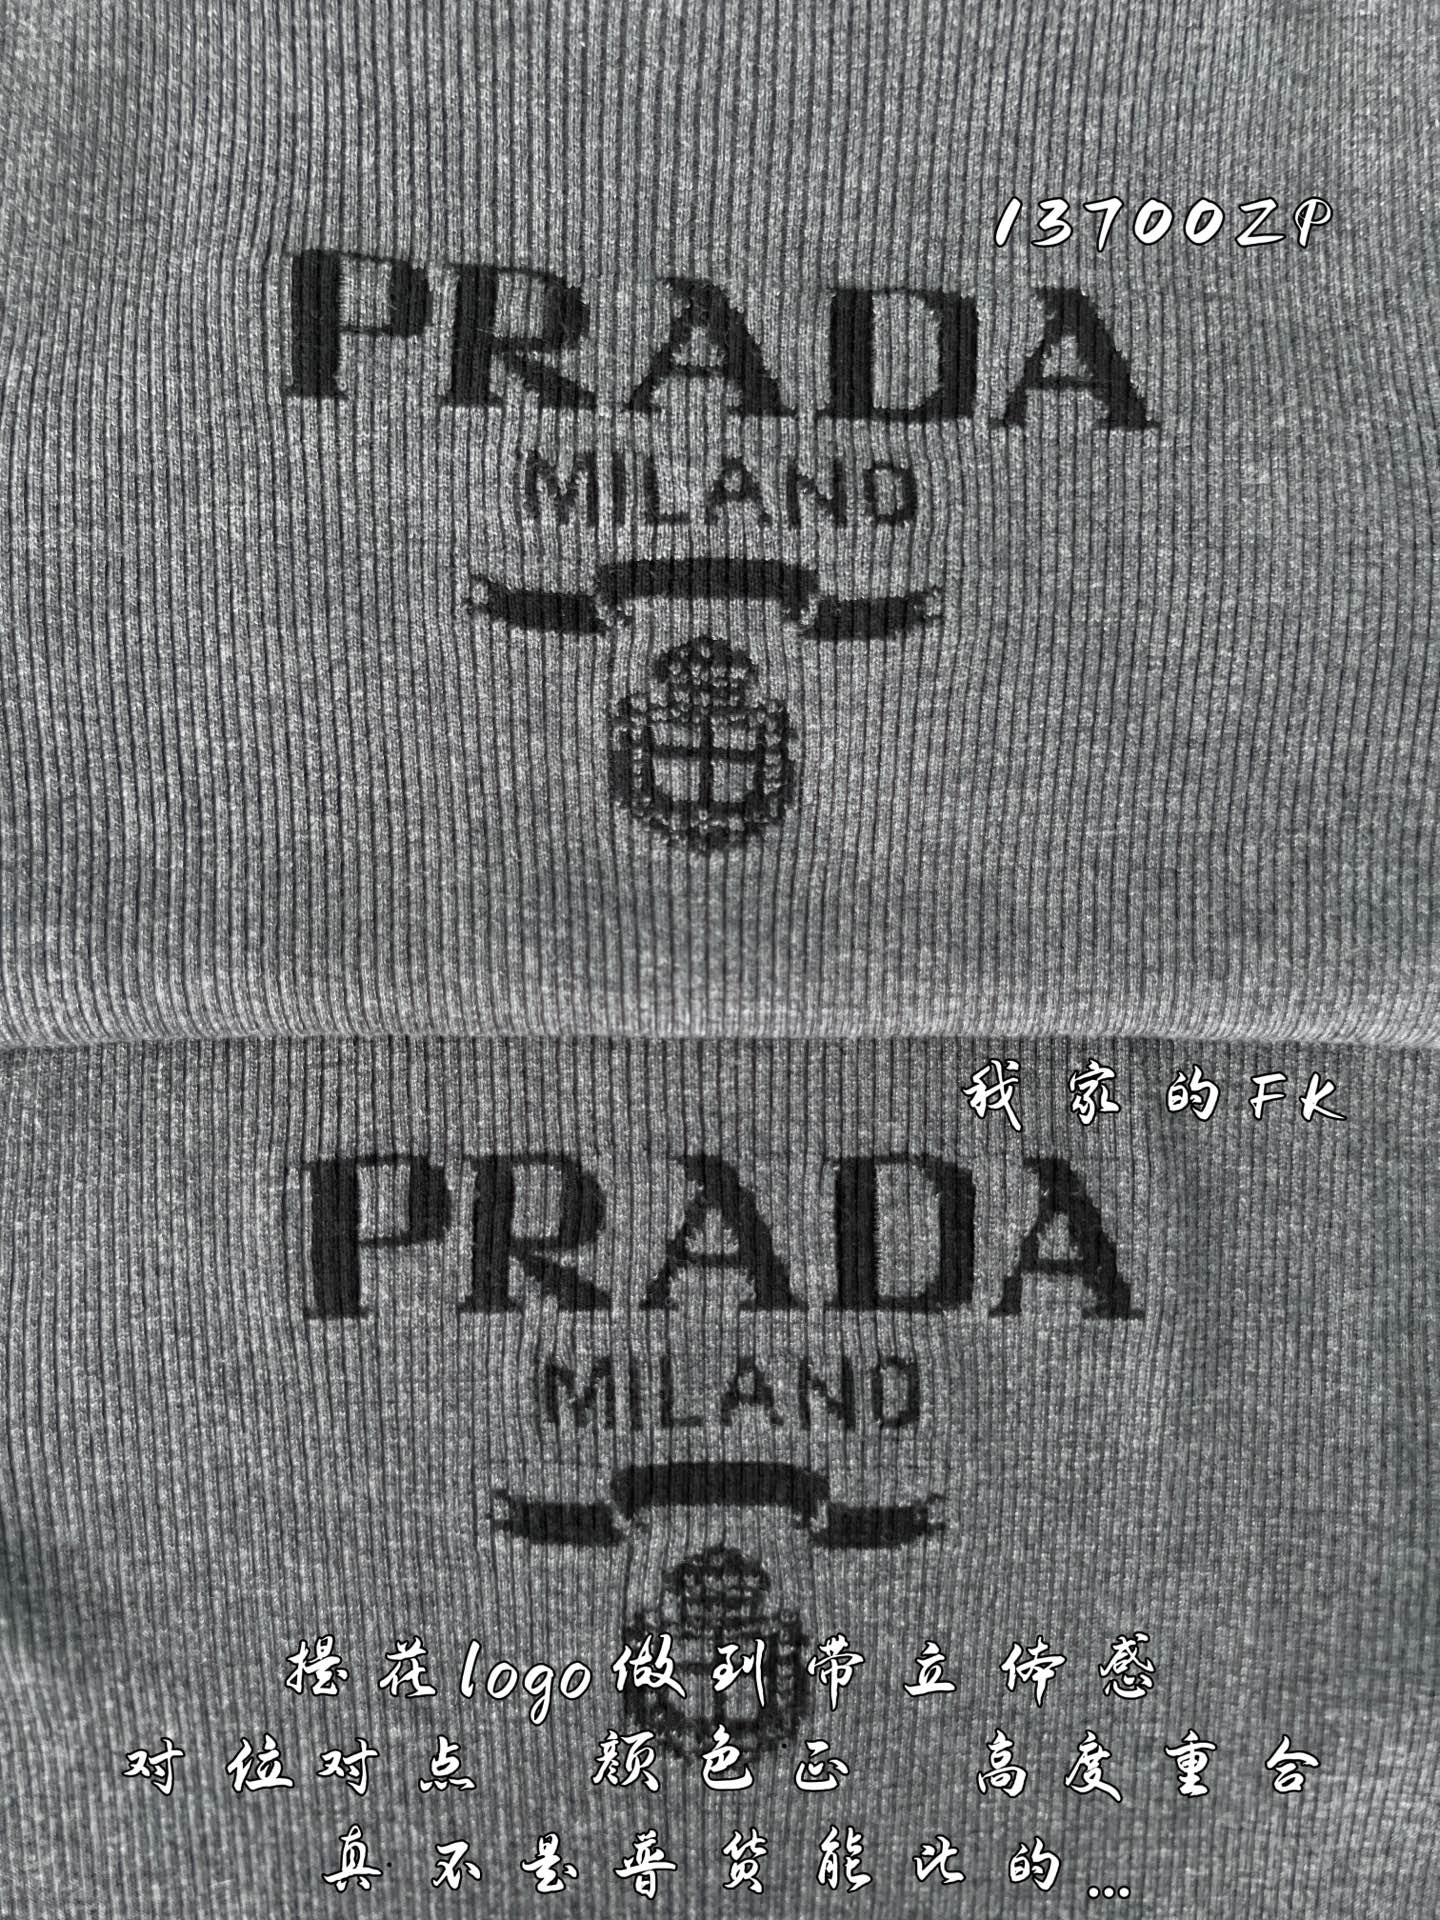 13700ZP
PRADA
MILANO
我家的FK
PRADA
MILANO
提花logo做到带立体感
对位对点 颜色正 高度重合
真不是普货能比的...